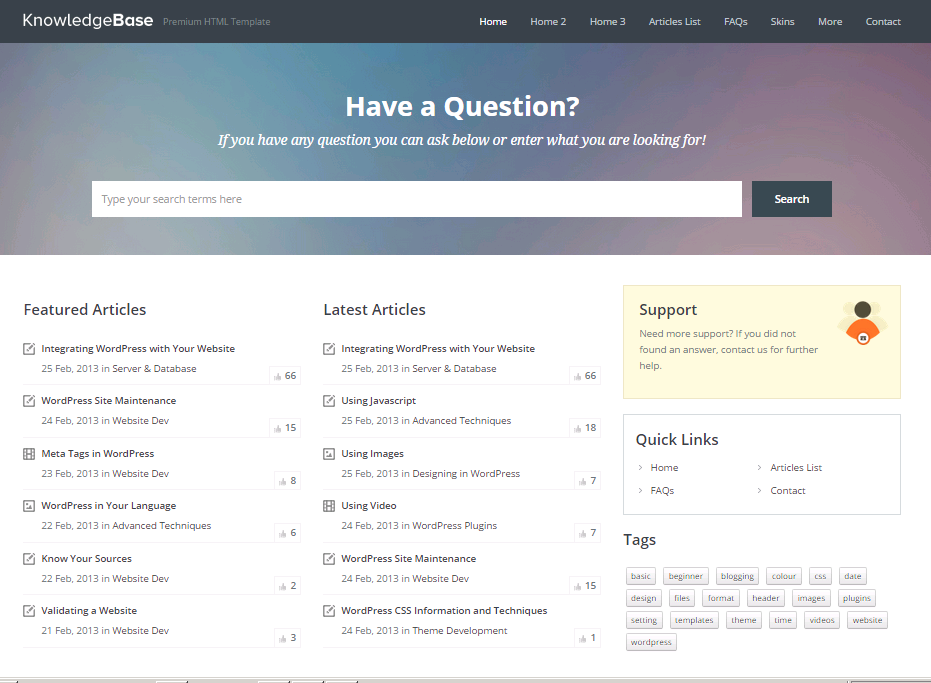 KnowledgeBase Premium HTML Template Home Home 2 Home 3 Articles List FAQs Skins More Contact
Have a Question?
If you have any question you can ask below or enter what you are looking for!
Type your search terms here Search
Featured Articles
Integrating WordPress with Your Website
25 Feb, 2013 in Server & Database
66
WordPress Site Maintenance
24 Feb, 2013 in Website Dev
15
Meta Tags in WordPress
23 Feb, 2013 in Website Dev
8
WordPress in Your Language
22 Feb, 2013 in Advanced Techniques
6
Know Your Sources
22 Feb, 2013 in Website Dev
2
Validating a Website
21 Feb, 2013 in Website Dev
3
Latest Articles
Integrating WordPress with Your Website
25 Feb, 2013 in Server & Database
66
Using Javascript
25 Feb, 2013 in Advanced Techniques
18
Using Images
25 Feb, 2013 in Designing in WordPress
7
Using Video
24 Feb, 2013 in WordPress Plugins
7
WordPress Site Maintenance
24 Feb, 2013 in Website Dev
15
WordPress CSS Information and Techniques
24 Feb, 2013 in Theme Development
1
Support
Need more support? If you did not
found an answer, contact us for further
help.
Quick Links
Home Articles List
FAQs Contact
Tags
basic beginner blogging colour css date
design files format header images plugins
setting templates theme time videos website
wordpress